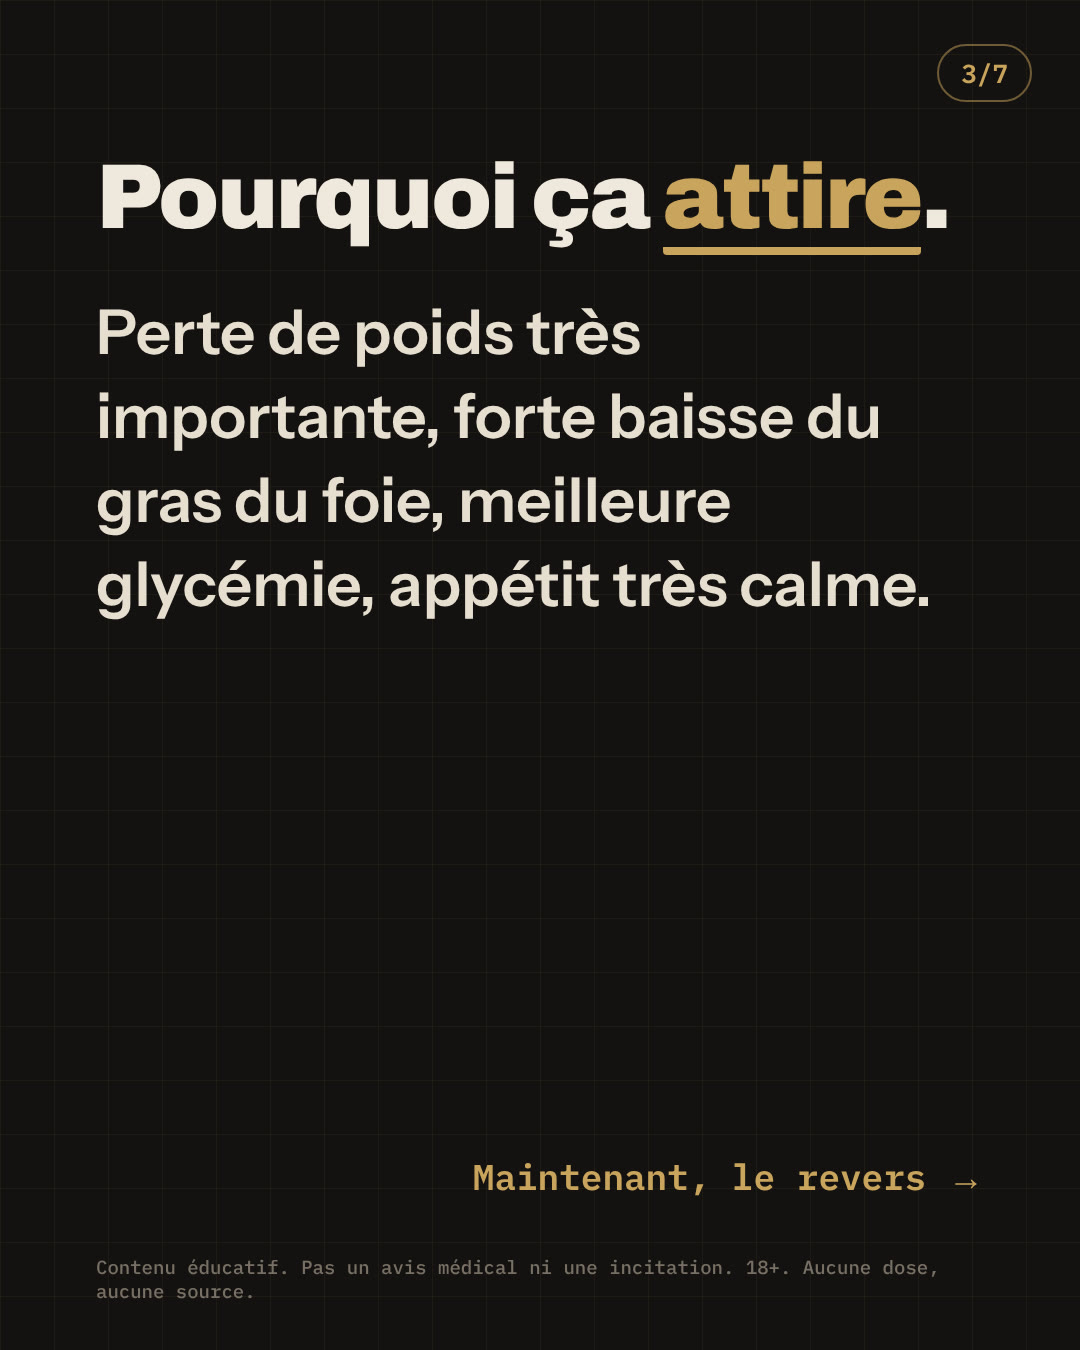 3/7
Pourquoi ça attire.
Perte de poids très
importante, forte baisse du
gras du foie, meilleure
glycémie, appétit très calme.
Maintenant, le revers →
Contenu éducatif. Pas un avis médical ni une incitation. 18+. Aucune dose,
aucune source.